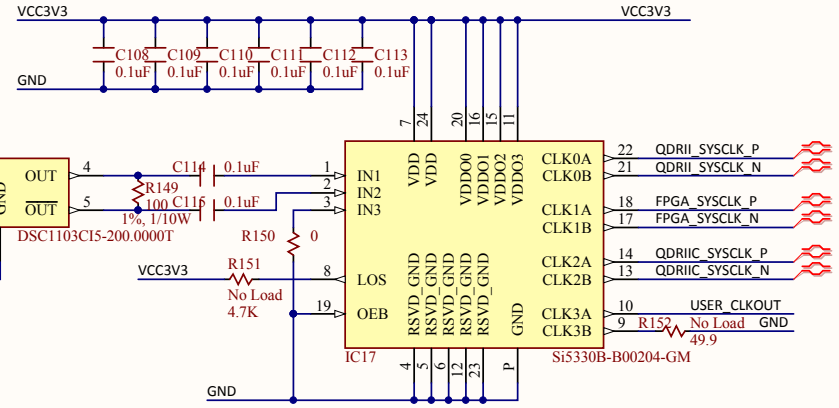 VCC3V3
VCC3V3
C108
C109
C110
C111
C112
C113
0.1uF
0.1uF
0.1uF
0.1uF
0.1uF
0.1uF
GND
7
24
20
16
15
11
VDD
VDD
VDDO0
VDDO1
VDDO2
VDDO3
GND
OUT
4
OUT
5
DSC1103CI5-200.0000T
R149
100
1%, 1/10W
C114
0.1uF
C115
0.1uF
1
IN1
2
IN2
3
IN3
R150
0
VCC3V3
R151
No Load
4.7K
8
LOS
19
OEB
RSVD_GND
RSVD_GND
RSVD_GND
RSVD_GND
RSVD_GND
GND
4
5
6
12
23
P
IC17
Si5330B-B00204-GM
CLK0A
22
QDRII_SYSCLK_P
CLK0B
21
QDRII_SYSCLK_N
CLK1A
18
FPGA_SYSCLK_P
CLK1B
17
FPGA_SYSCLK_N
CLK2A
14
QDRIIC_SYSCLK_P
CLK2B
13
QDRIIC_SYSCLK_N
CLK3A
10
USER_CLKOUT
CLK3B
9
R152
No Load
49.9
GND
GND